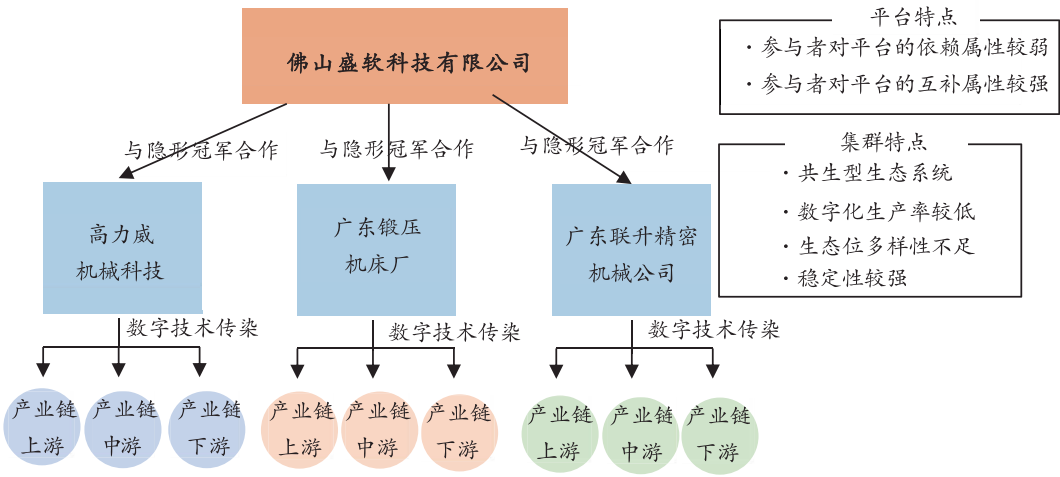 佛山盛软科技有限公司
平台特点
·参与者对平台的依赖属性较弱
·参与者对平台的互补属性较强
与隐形冠军合作
与隐形冠军合作
与隐形冠军合作
集群特点
·共生型生态系统
·数字化生产率较低
·生态位多样性不足
·稳定性较强
高力威
机械科技
广东锻压
机床厂
广东联升精密
机械公司
数字技术传染
数字技术传染
数字技术传染
产业链
上游
产业链
中游
产业链
下游
产业链
上游
产业链
中游
产业链
下游
产业链
上游
产业链
中游
产业链
下游